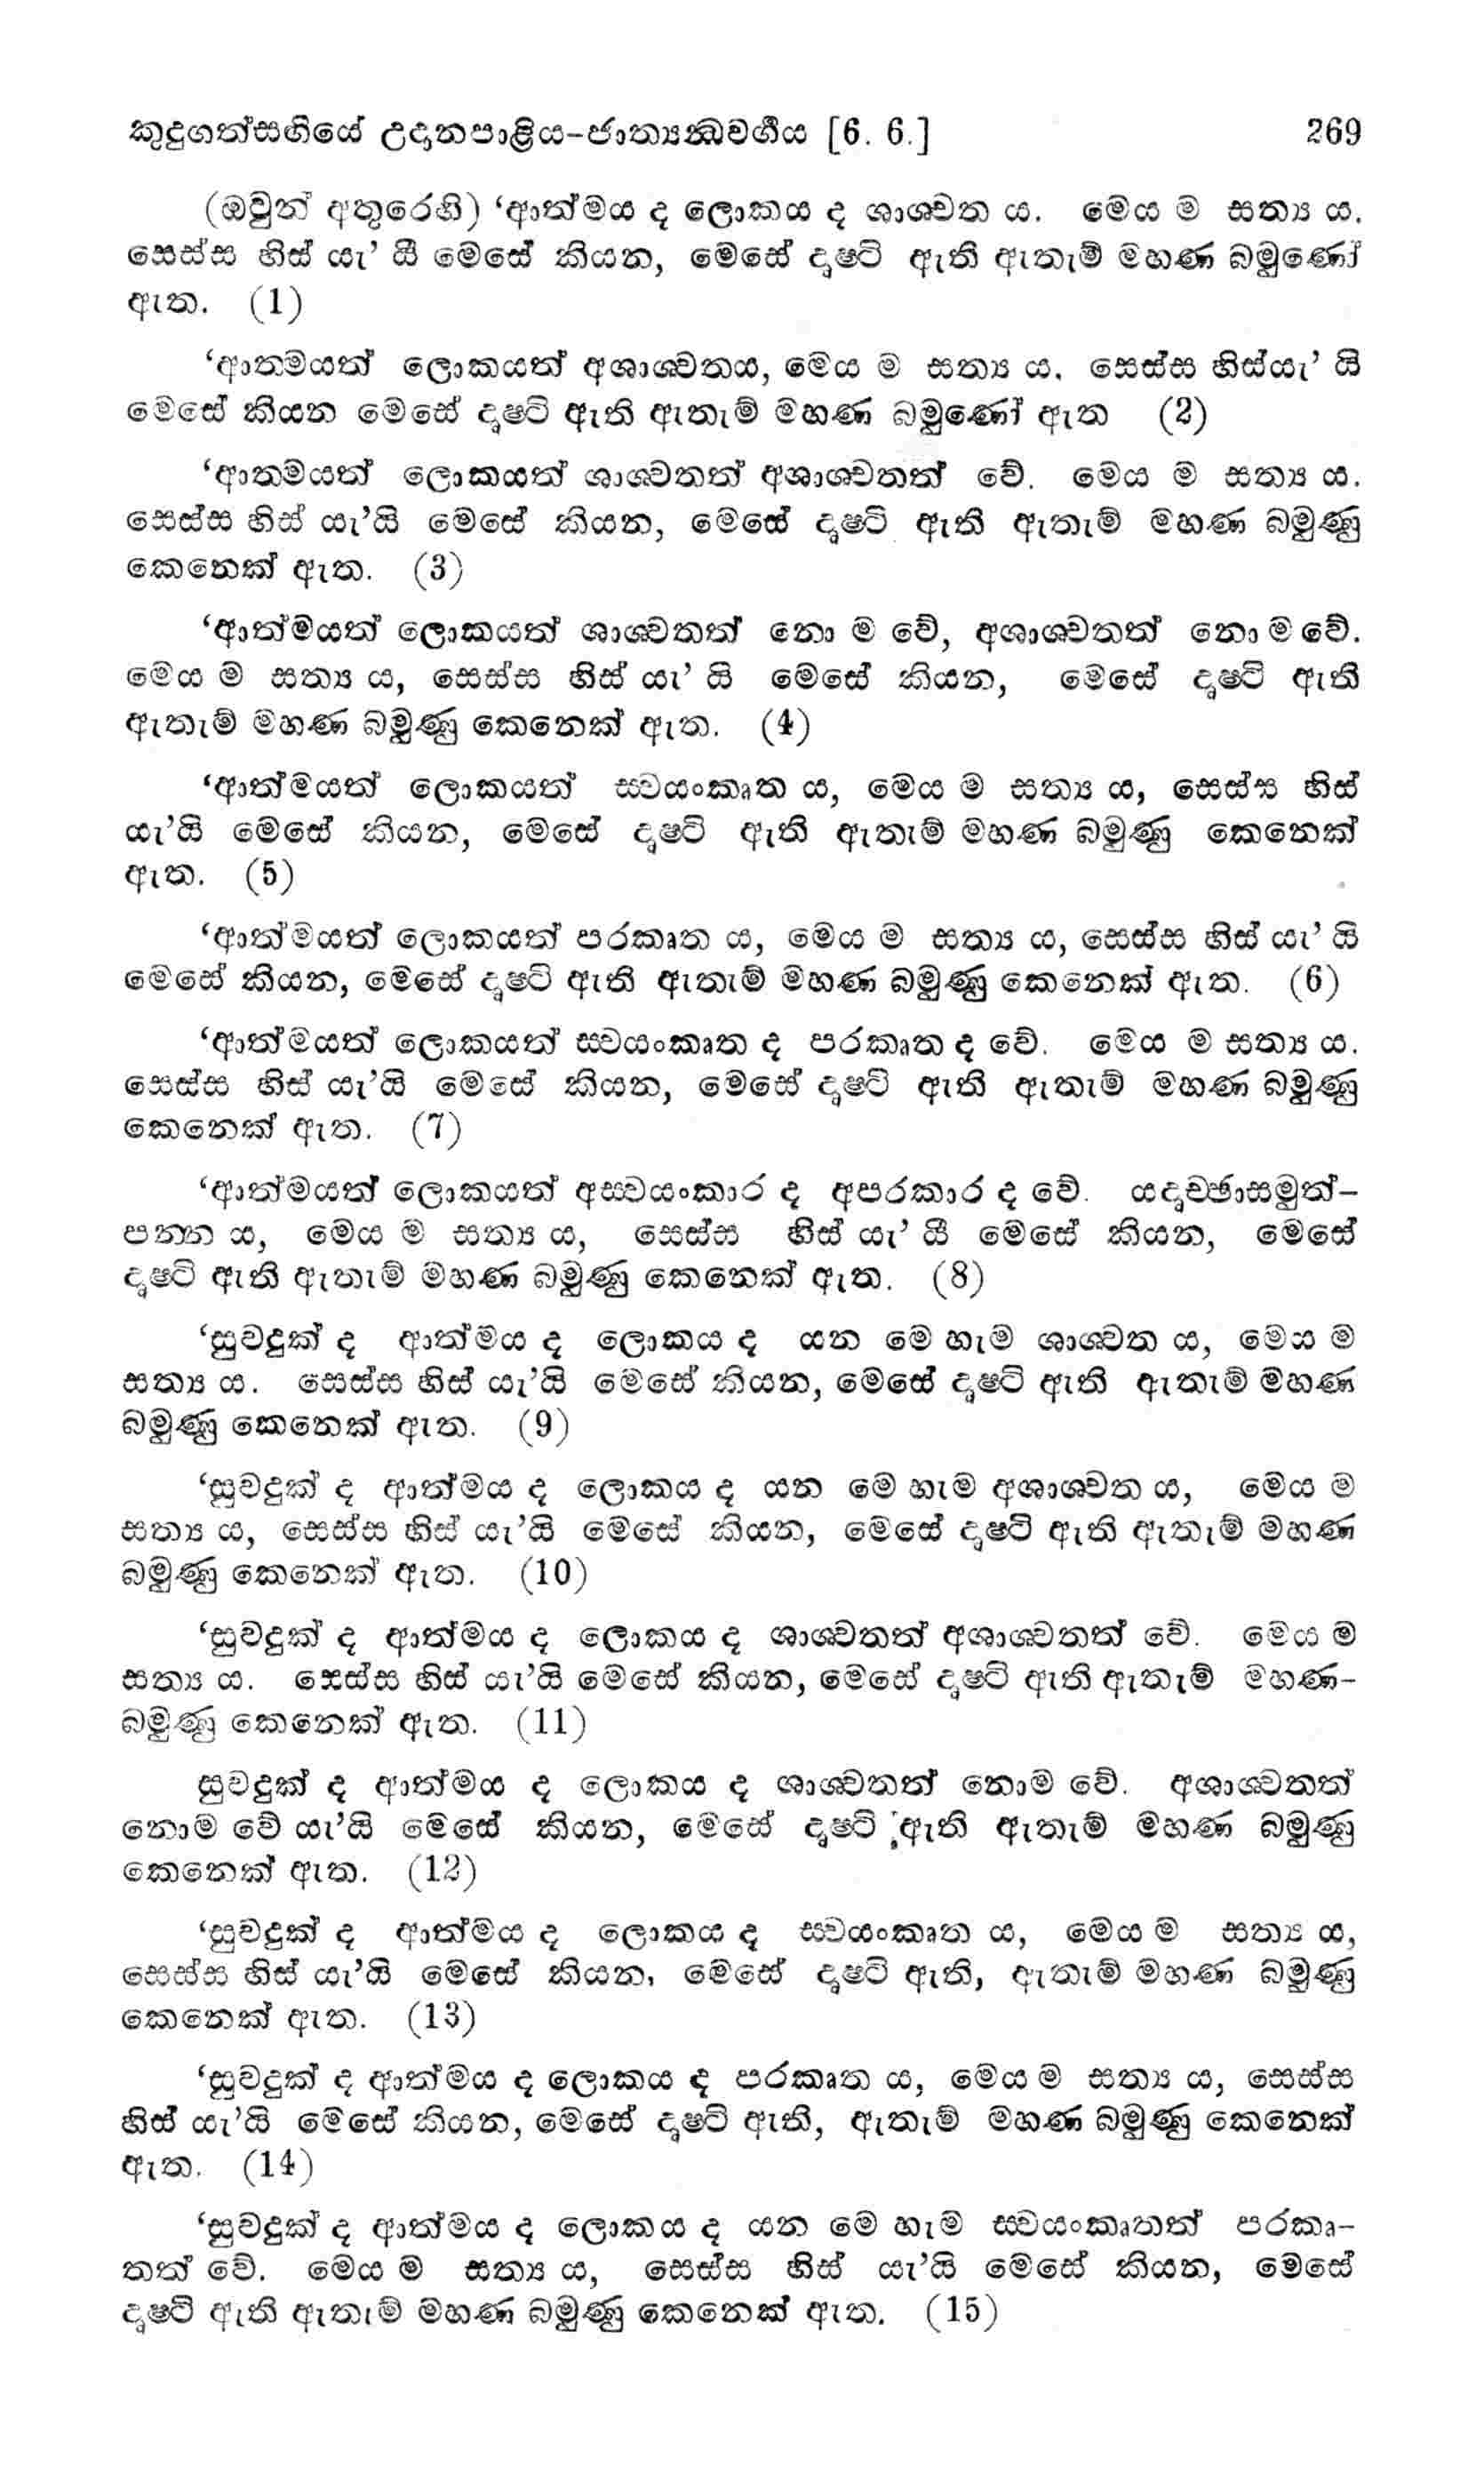 කුදුගත්සඟියේ උදානපාළිය-ජාත්‍යන්‍ධවර්‍ගය [6. 6.] 269
(ඔවුන් අතුරෙහි) ‘ආත්මය ද ලොකය ද ශාශ්‍වත ය. මෙය ම සත්‍ය ය.
සෙස්ස හිස් යැ’ යී මෙසේ කියන, මෙසේ දෘෂ්ටි ඇති ඇතැම් මහණ බමුණෝ
ඇත. (1)
‘ආත්‍මයත් ලොකයත් අශාශ්‍වතය, මෙය ම සත්‍ය ය. සෙස්ස හිස්යැ’ යි
මෙසේ කියන මෙසේ දෘෂ්ටි ඇති ඇතැම් මහණ බමුණෝ ඇත (2)
‘ආත්‍මයත් ලොකයත් ශාශ්‍වතත් අශාශ්‍වතත් වේ. මෙය ම සත්‍ය ය.
සෙස්ස හිස් යැ’යි මෙසේ කියන, මෙසේ දෘෂ්ටි ඇති ඇතැම් මහණ බමුණු
කෙනෙක් ඇත. (3)
‘ආත්මයත් ලොකයත් ශාශ්‍වතත් නො ම වේ, අශාශ්‍වතත් නො ම වේ.
මෙය ම සත්‍ය ය, සෙස්ස හිස් යැ’ යි මෙසේ කියන, මෙසේ දෘෂ්ටි ඇති
ඇතැම් මහණ බමුණු කෙනෙක් ඇත. (4)
‘ආත්මයත් ලොකයත් ස්‍වයංකෘත ය, මෙය ම සත්‍ය ය, සෙස්ස හිස්
යැ’යි මෙසේ කියන, මෙසේ දෘෂ්ටි ඇති ඇතැම් මහණ බමුණු කෙනෙක්
ඇත. (5)
‘ආත්මයත් ලොකයත් පරකෘත ය, මෙය ම සත්‍ය ය, සෙස්ස හිස් යැ’ යි
මෙසේ කියන, මෙසේ දෘෂ්ටි ඇති ඇතැම් මහණ බමුණු කෙනෙක් ඇත. (6)
‘ආත්මයත් ලොකයත් ස්‍වයංකෘත ද පරකෘත ද වේ. මෙය ම සත්‍ය ය.
සෙස්ස හිස් යැ’යි මෙසේ කියන, මෙසේ දෘෂ්ටි ඇති ඇතැම් මහණ බමුණු
කෙනෙක් ඇත. (7)
‘ආත්මයත් ලොකයත් අස්‍වයංකාර ද අපරකාර ද වේ. යදෘච්ඡාසමුත්-
පන්‍න ය, මෙය ම සත්‍ය ය, සෙස්ස හිස් යැ’ යී මෙසේ කියන, මෙසේ
දෘෂ්ටි ඇති ඇතැම් මහණ බමුණු කෙනෙක් ඇත. (8)
‘සුවදුක් ද ආත්මය ද ලොකය ද යන මෙ හැම ශාශ්‍වත ය, මෙය ම
සත්‍ය ය. සෙස්ස හිස් යැ’යි මෙසේ කියන, මෙසේ දෘෂ්ටි ඇති ඇතැම් මහණ
බමුණු කෙනෙක් ඇත. (9)
‘සුවදුක් ද ආත්මය ද ලොකය ද යන මෙ හැම අශාශ්‍වත ය, මෙය ම
සත්‍ය ය, සෙස්ස හිස් යැ’යි මෙසේ කියන, මෙසේ දෘෂ්ටි ඇති ඇතැම් මහණ
බමුණු කෙනෙක් ඇත. (10)
‘සුවදුක් ද ආත්මය ද ලොකය ද ශාශ්‍වතත් අශාශ්‍වතත් වේ. මෙය ම
සත්‍ය ය. සෙස්ස හිස් යැ’යි මෙසේ කියන, මෙසේ දෘෂ්ටි ඇති ඇතැම් මහණ-
බමුණු කෙනෙක් ඇත. (11)
සුවදුක් ද ආත්මය ද ලොකය ද ශාශ්‍වතත් නොම වේ. අශාශ්‍වතත්
නොම වේ යැ’යි මෙසේ කියන, මෙසේ දෘෂ්ටි ඇති ඇතැම් මහණ බමුණු
කෙනෙක් ඇත. (12)
‘සුවදුක් ද ආත්මය ද ලොකය ද ස්‍වයංකෘත ය, මෙය ම සත්‍ය ය,
සෙස්ස හිස් යැ’යි මෙසේ කියන, මෙසේ දෘෂ්ටි ඇති, ඇතැම් මහණ බමුණු
කෙනෙක් ඇත. (13)
‘සුවදුක් ද ආත්මය ද ලොකය ද පරකෘත ය, මෙය ම සත්‍ය ය, සෙස්ස
හිස් යැ’යි මෙසේ කියන, මෙසේ දෘෂ්ටි ඇති, ඇතැම් මහණ බමුණු කෙනෙක්
ඇත. (14)
‘සුවදුක් ද ආත්මය ද ලොකය ද යන මෙ හැම ස්‍වයංකෘතත් පරකෘ-
තත් වේ. මෙය ම සත්‍ය ය, සෙස්ස හිස් යැ’යි මෙසේ කියන, මෙසේ
දෘෂ්ටි ඇති ඇතැම් මහණ බමුණු කෙනෙක් ඇත. (15)